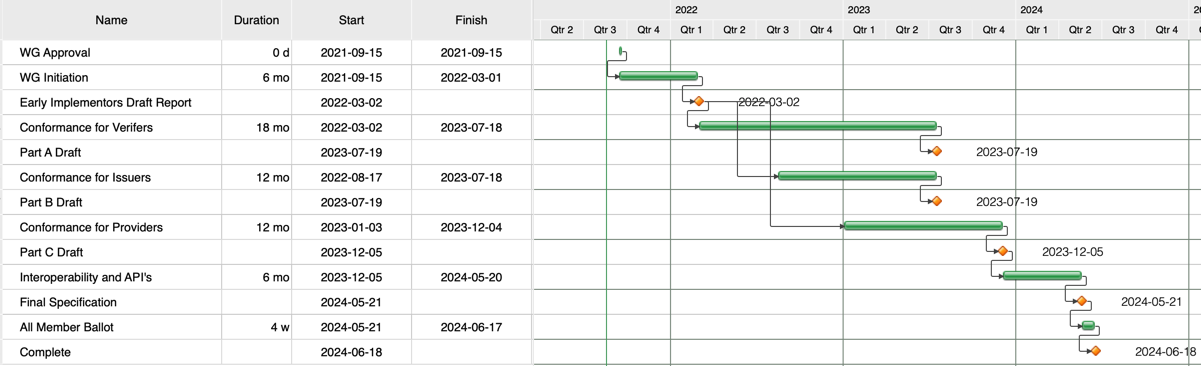 Name Duration Start Finish 2022 2023 2024
Qtr 2 Qtr 3 Qtr 4 Qtr 1 Qtr 2 Qtr 3 Qtr 4 Qtr 1 Qtr 2 Qtr 3 Qtr 4 Qtr 1 Qtr 2 Qtr 3 Qtr 4
WG Approval 0 d 2021-09-15 2021-09-15
WG Initiation 6 mo 2021-09-15 2022-03-01
Early Implementors Draft Report 2022-03-02 2022-03-02
Conformance for Verifers 18 mo 2022-03-02 2023-07-18
Part A Draft 2023-07-19 2023-07-19
Conformance for Issuers 12 mo 2022-08-17 2023-07-18
Part B Draft 2023-07-19 2023-07-19
Conformance for Providers 12 mo 2023-01-03 2023-12-04
Part C Draft 2023-12-05 2023-12-05
Interoperability and API's 6 mo 2023-12-05 2024-05-20
Final Specification 2024-05-21 2024-05-21
All Member Ballot 4 w 2024-05-21 2024-06-17
Complete 2024-06-18 2024-06-18